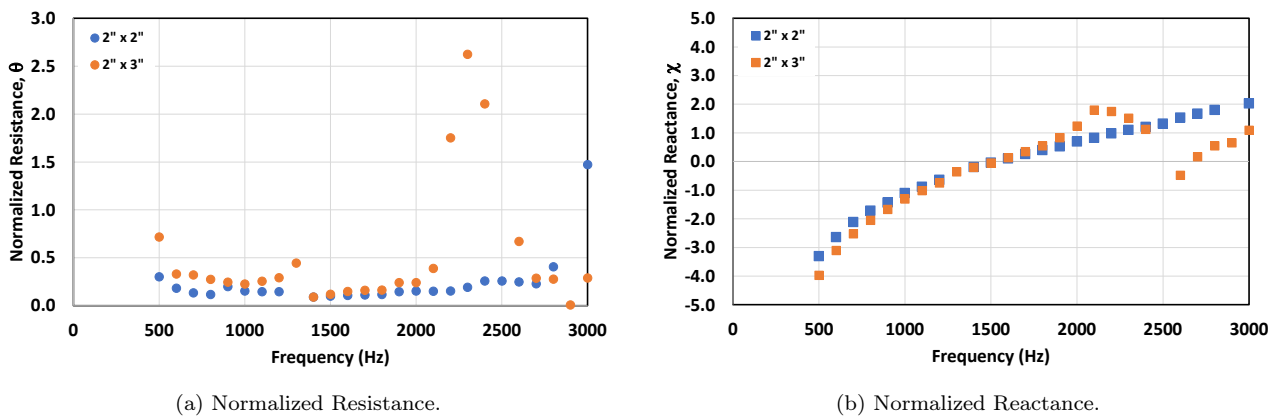 3.0
2" x 2"
2" x 3"
2.5
2.0
1.5
1.0
0.5
0.0
Normalized Resistance, θ
0 500 1000 1500 2000 2500 3000
Frequency (Hz)
(a) Normalized Resistance.
5.0
2" x 2"
2" x 3"
4.0
3.0
2.0
1.0
0.0
-1.0
-2.0
-3.0
-4.0
-5.0
Normalized Reactance, χ
0 500 1000 1500 2000 2500 3000
Frequency (Hz)
(b) Normalized Reactance.